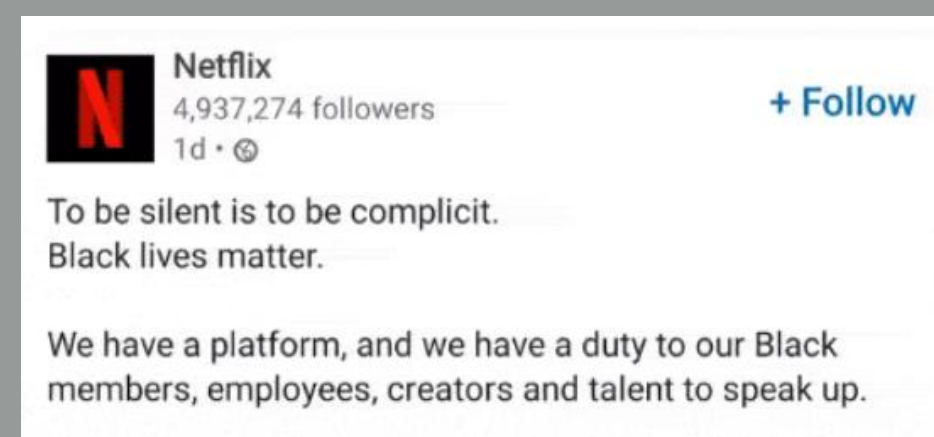 N
Netflix
4,937,274 followers
+ Follow
1d •
To be silent is to be complicit.
Black lives matter.
We have a platform, and we have a duty to our Black
members, employees, creators and talent to speak up.